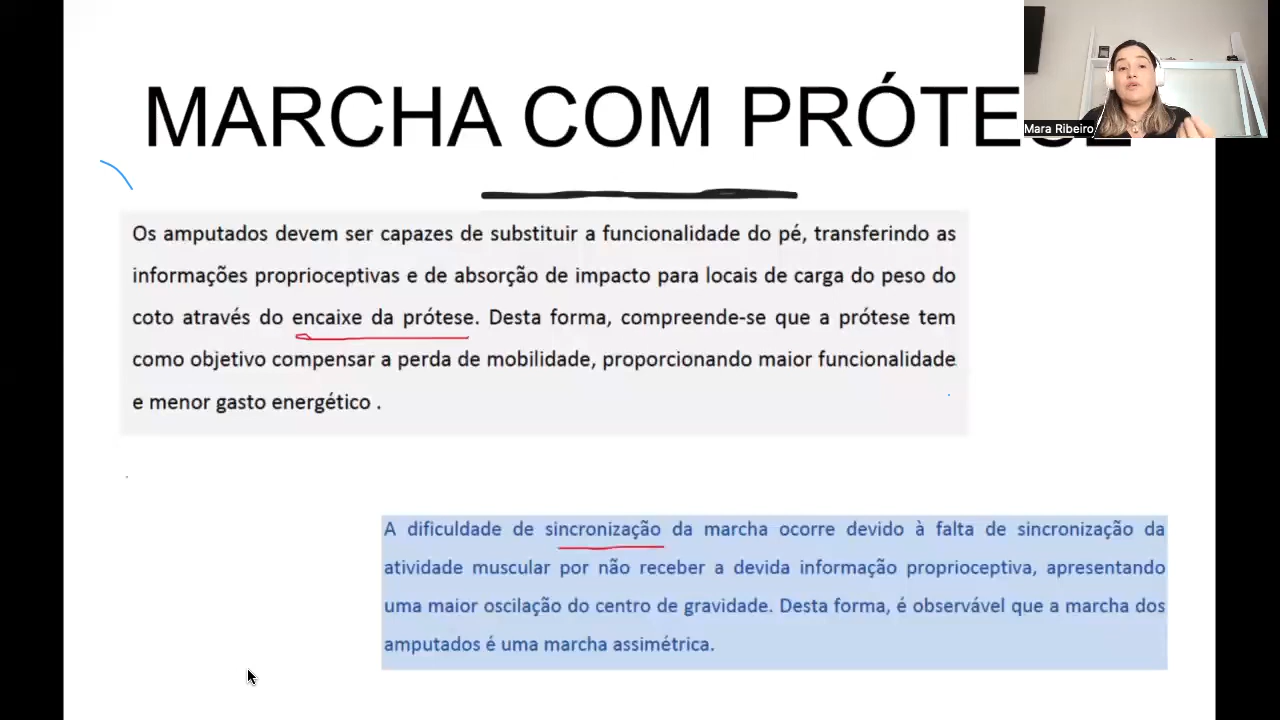 MARCHA COM PRÓTESE
Mara Ribeiro
Os amputados devem ser capazes de substituir a funcionalidade do pé, transferindo as
informações proprioceptivas e de absorção de impacto para locais de carga do peso do
coto através do encaixe da prótese. Desta forma, compreende-se que a prótese tem
como objetivo compensar a perda de mobilidade, proporcionando maior funcionalidade
e menor gasto energético .
A dificuldade de sincronização da marcha ocorre devido à falta de sincronização da
atividade muscular por não receber a devida informação proprioceptiva, apresentando
uma maior oscilação do centro de gravidade. Desta forma, é observável que a marcha dos
amputados é uma marcha assimétrica.